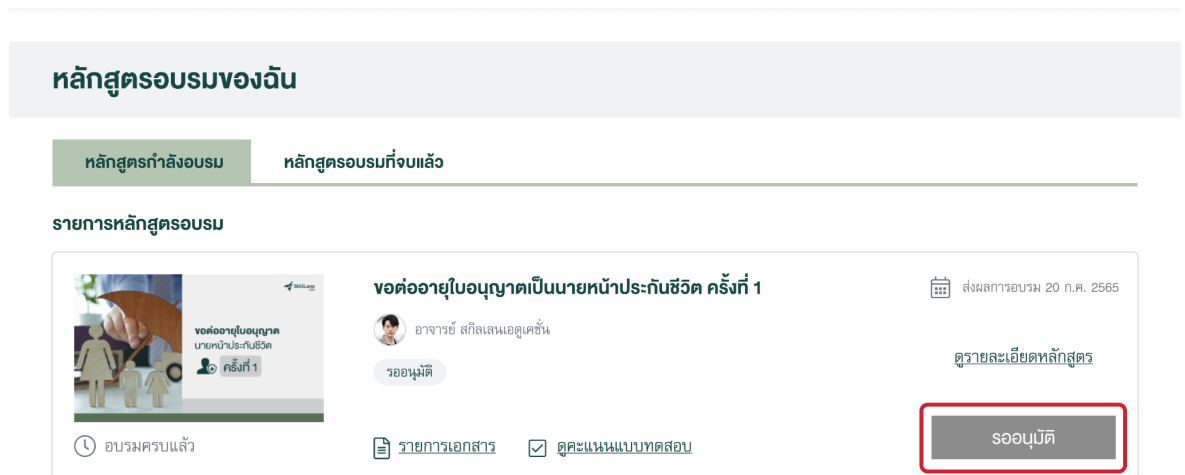 หลักสูตรอบรมของฉัน
หลักสูตรกำลังอบรม
หลักสูตรอบรมที่จบแล้ว
รายการหลักสูตรอบรม
SkillLane
ขอต่ออายุใบอนุญาต
นายหน้าประกันชีวิต
ครั้งที่ 1
ขอต่ออายุใบอนุญาตเป็นนายหน้าประกันชีวิต ครั้งที่ 1
ส่งผลการอบรม 20 ก.ค. 2565
อาจารย์ สกิลเลนเอดูเคชั่น
ดูรายละเอียดหลักสูตร
รออนุมัติ
อบรมครบแล้ว
รายการเอกสาร
ดูคะแนนแบบทดสอบ
รออนุมัติ